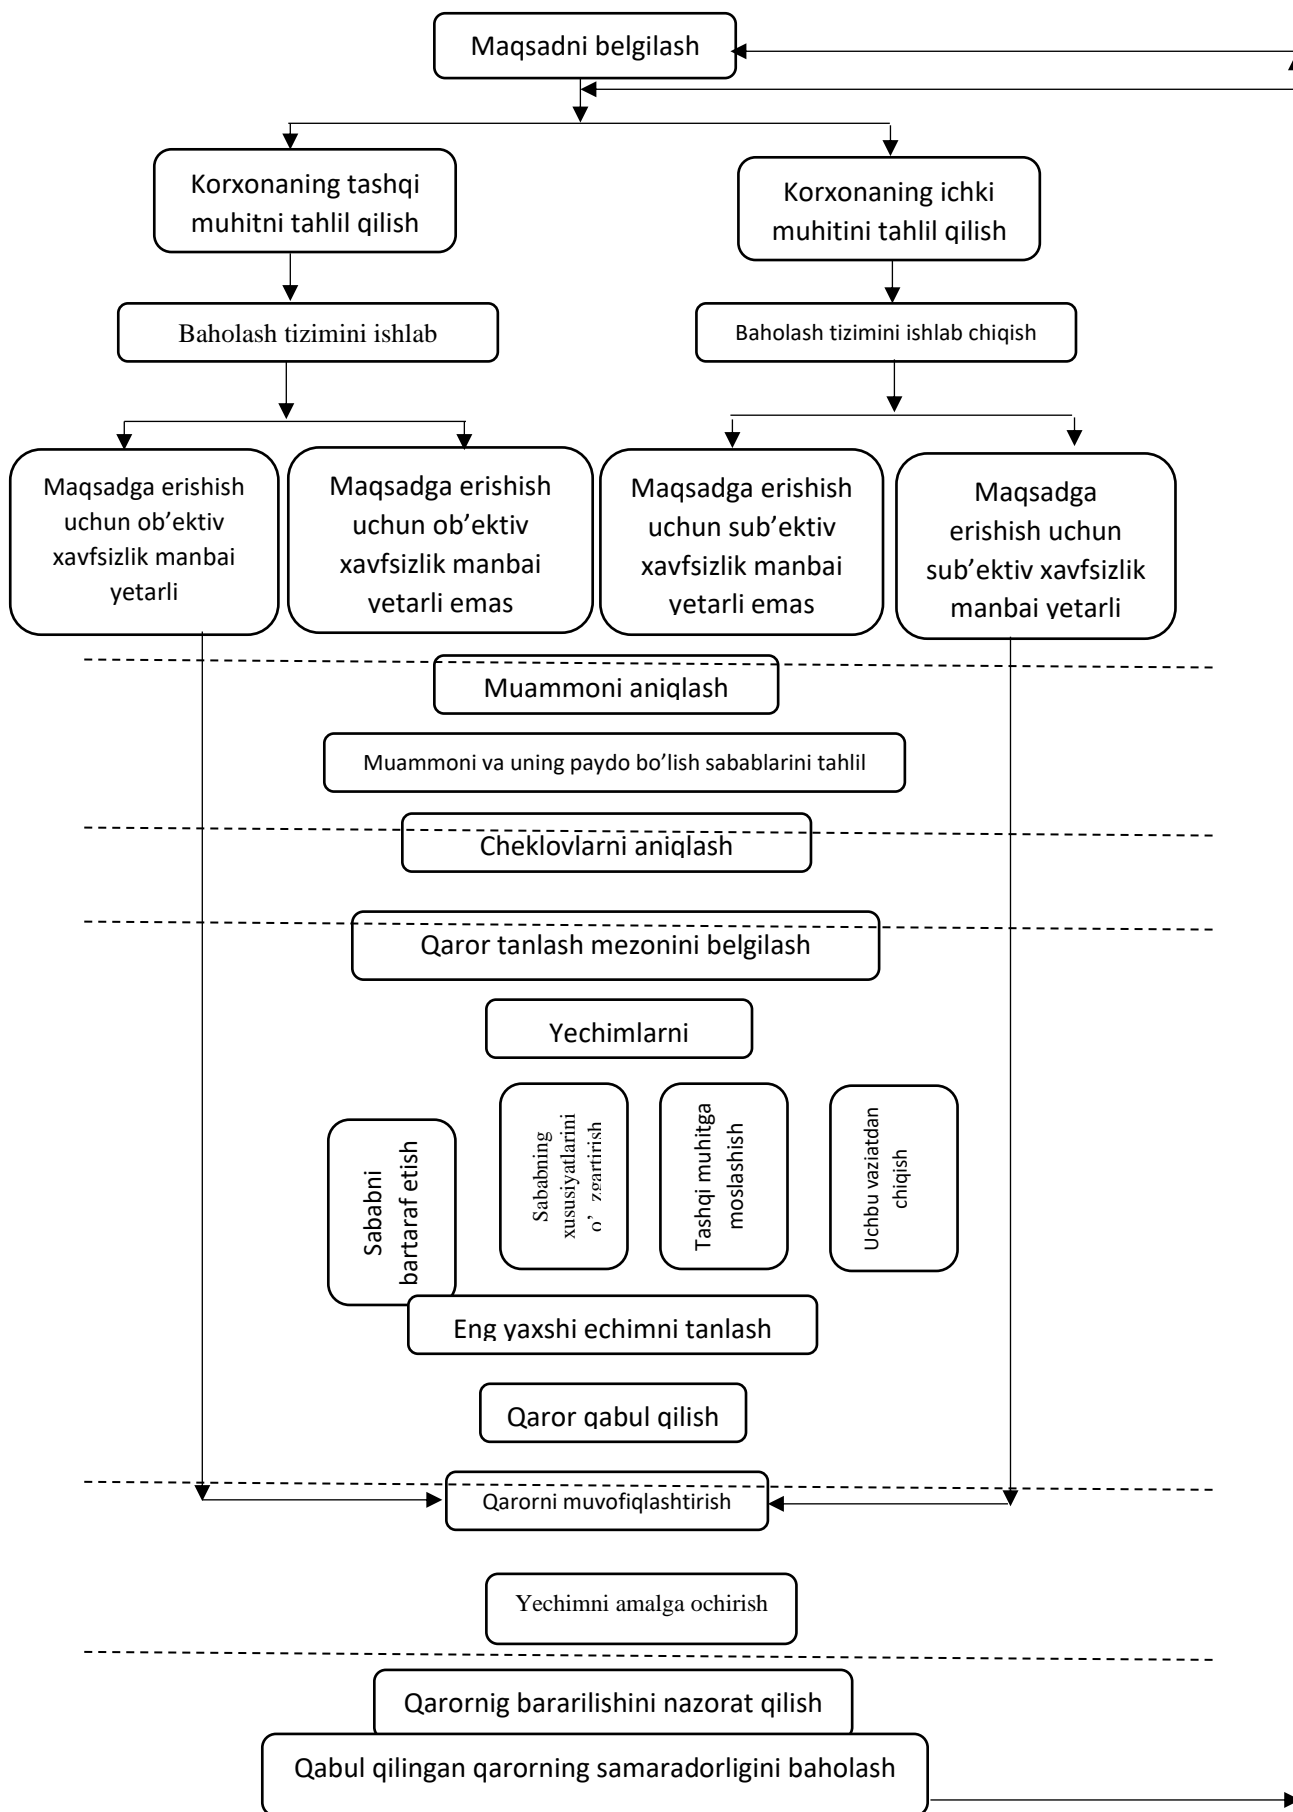 Maqsadni belgilash
Korxonaning tashqi
muhitni tahlil qilish
Korxonaning ichki
muhitini tahlil qilish
Baholash tizimini ishlab
Baholash tizimini ishlab chiqish
Maqsadga erishish
uchun ob’ektiv
xavfsizlik manbai
yetarli
Maqsadga erishish
uchun ob’ektiv
xavfsizlik manbai
yetarli emas
Maqsadga erishish
uchun sub’ektiv
xavfsizlik manbai
yetarli emas
Maqsadga
erishish uchun
sub’ektiv xavfsizlik
manbai yetarli
Muammoni aniqlash
Muammoni va uning paydo bo’lish sabablarini tahlil
Cheklovlarni aniqlash
Qaror tanlash mezonini belgilash
Yechimlarni
Sababni
bartaraf etish
Sababning
xususiyatlarini
o’ zgartirish
Tashqi muhitga
moslashish
Uchbu vaziatdan
chiqish
Eng yaxshi echimni tanlash
Qaror qabul qilish
Qarorni muvofiqlashtirish
Yechimni amalga ochirish
Qarornig bararilishini nazorat qilish
Qabul qilingan qarorning samaradorligini baholash